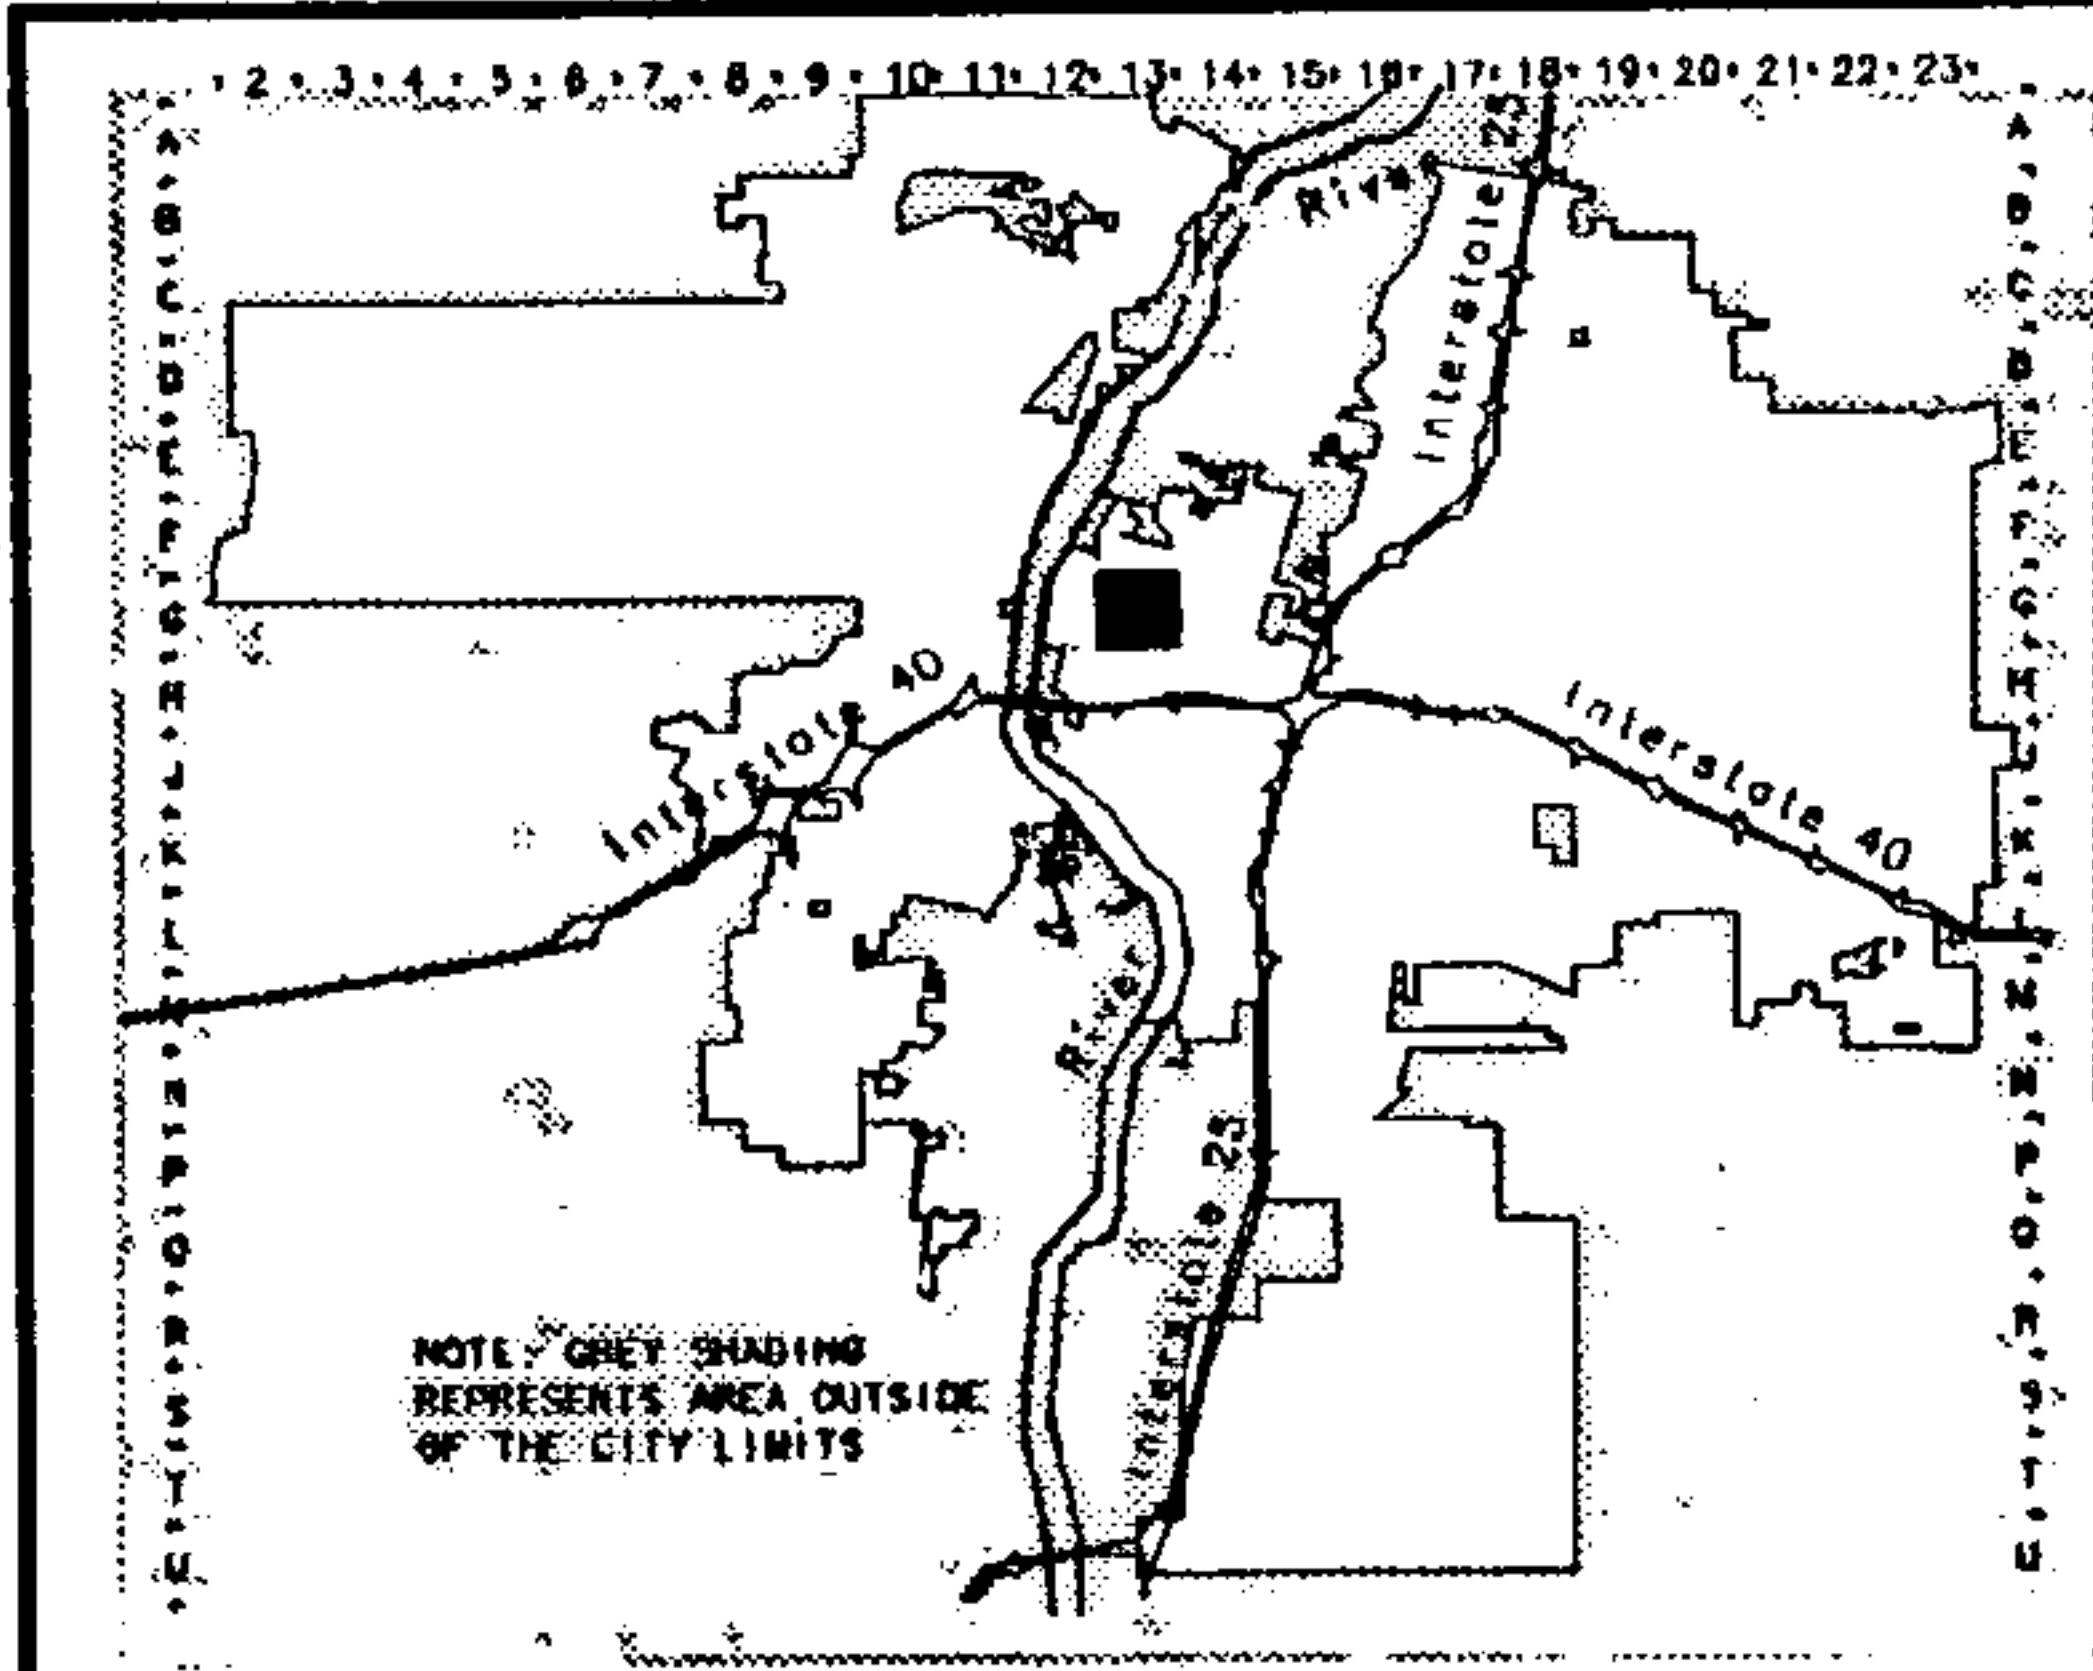 2 · 3 · 4 · 5 · 6 · 7 · 8 · 9 · 10 · 11 · 12 · 13 · 14 · 15 · 16 · 17 · 18 · 19 · 20 · 21 · 22 · 23 ·
A
B
C
D
E
F
G
H
J
K
L
M
N
P
Q
R
S
T
U
River
Interstate 25
Interstate 40
Interstate 40
River
Interstate 25
NOTE: GREY SHADING
REPRESENTS AREA OUTSIDE
OF THE CITY LIMITS
A
B
C
D
E
F
G
H
J
K
L
M
N
P
Q
R
S
T
U